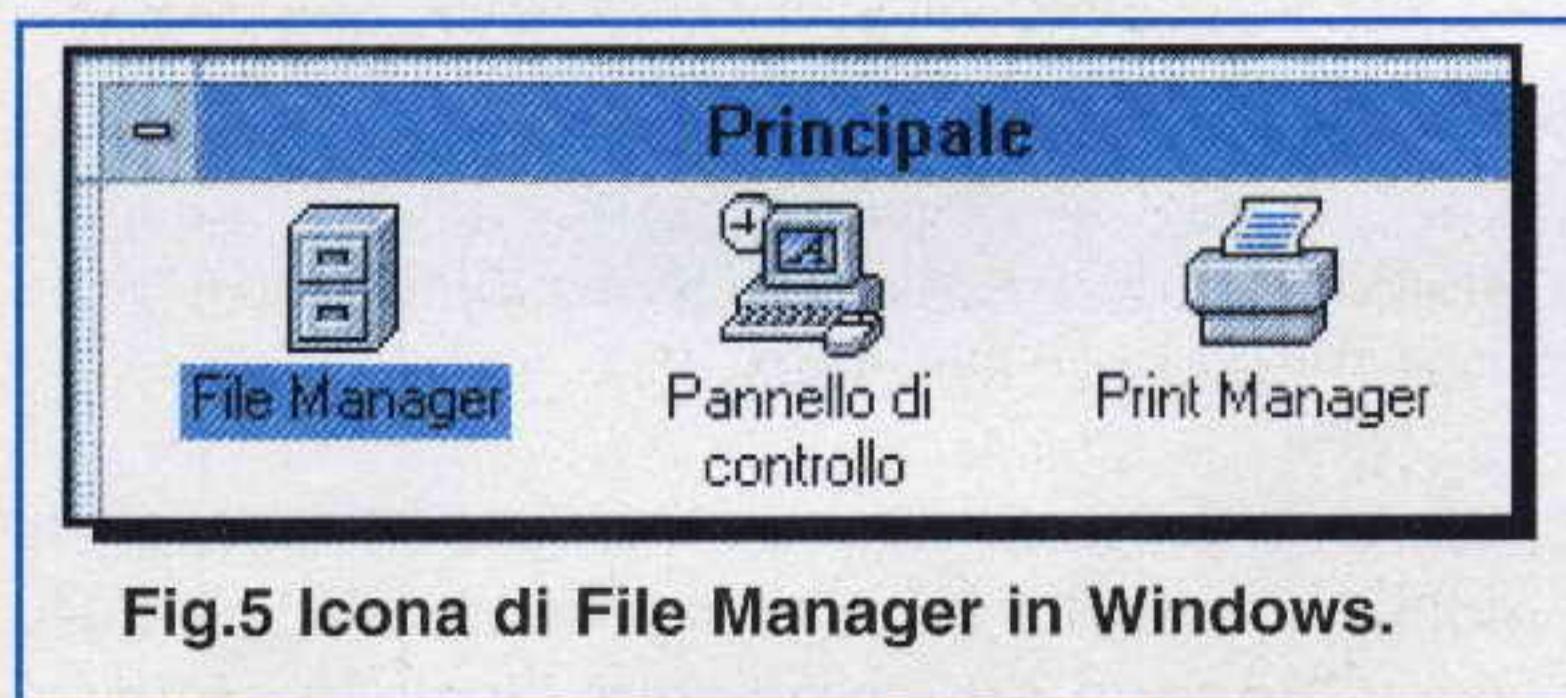 Principale
File Manager
Pannello di
controllo
Print Manager
Fig.5 Icona di File Manager in Windows.